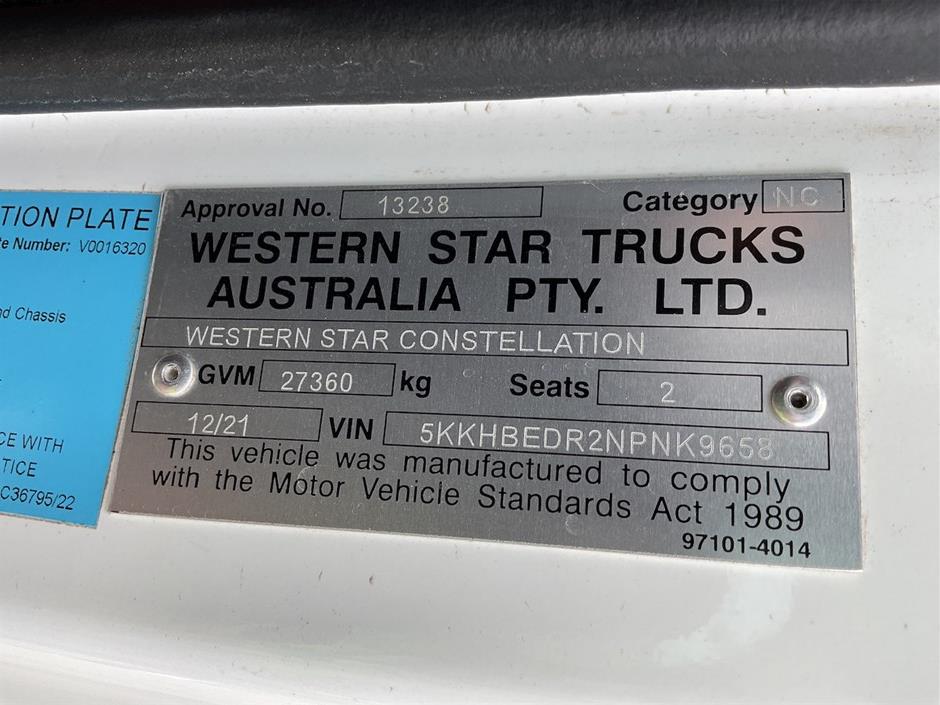 TION PLATE
te Number: V0016320
nd Chassis
CE WITH
TICE
C36795/22
Approval No. 13238 Category NC
WESTERN STAR TRUCKS
AUSTRALIA PTY. LTD.
WESTERN STAR CONSTELLATION
GVM 27360 kg Seats 2
12/21 VIN 5KKHBEDR2NPNK9658
This vehicle was manufactured to comply
with the Motor Vehicle Standards Act 1989
97101-4014